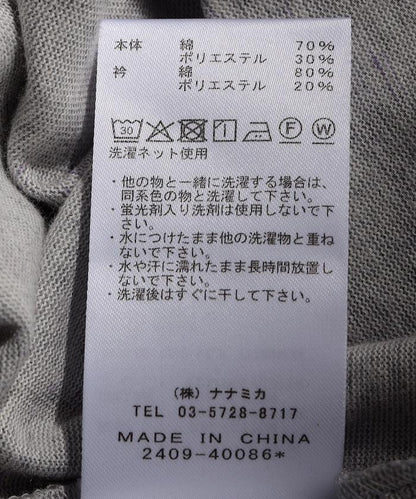 本体 綿 70%
ポリエステル 30%
衿 綿 80%
ポリエステル 20%
30 F W
洗濯ネット使用
・他の物と一緒に洗濯する場合は、
同系色の物と洗濯して下さい。
・蛍光剤入り洗剤は使用しないで下
さい。
・水につけたまま他の洗濯物と重ね
ないで下さい。
・水や汗に濡れたまま長時間放置し
ないで下さい。
・洗濯後はすぐに干して下さい。
(株) ナナミカ
TEL 03-5728-8717
MADE IN CHINA
2409-40086*